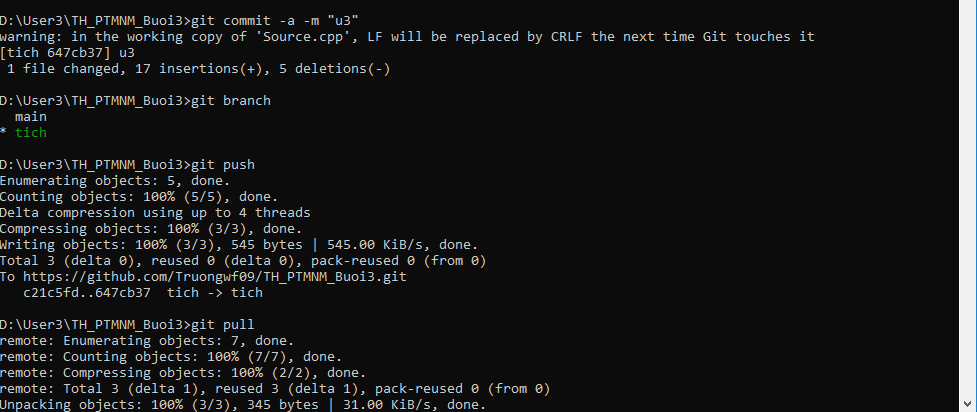 D:\User3\TH_PTMNM_Buoi3>git commit -a -m "u3"
warning: in the working copy of 'Source.cpp', LF will be replaced by CRLF the next time Git touches it
[tich 647cb37] u3
 1 file changed, 17 insertions(+), 5 deletions(-)
D:\User3\TH_PTMNM_Buoi3>git branch
  main
* tich
D:\User3\TH_PTMNM_Buoi3>git push
Enumerating objects: 5, done.
Counting objects: 100% (5/5), done.
Delta compression using up to 4 threads
Compressing objects: 100% (3/3), done.
Writing objects: 100% (3/3), 545 bytes | 545.00 KiB/s, done.
Total 3 (delta 0), reused 0 (delta 0), pack-reused 0 (from 0)
To https://github.com/Truongwf09/TH_PTMNM_Buoi3.git
   c21c5fd..647cb37  tich -> tich
D:\User3\TH_PTMNM_Buoi3>git pull
remote: Enumerating objects: 7, done.
remote: Counting objects: 100% (7/7), done.
remote: Compressing objects: 100% (2/2), done.
remote: Total 3 (delta 1), reused 3 (delta 1), pack-reused 0 (from 0)
Unpacking objects: 100% (3/3), 345 bytes | 31.00 KiB/s, done.